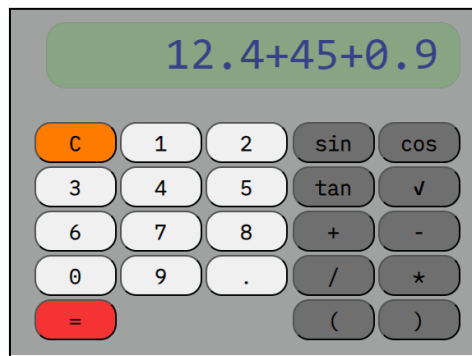 12.4+45+0.9
C 1 2 sin cos
3 4 5 tan √
6 7 8 + -
0 9 . / *
= ( )